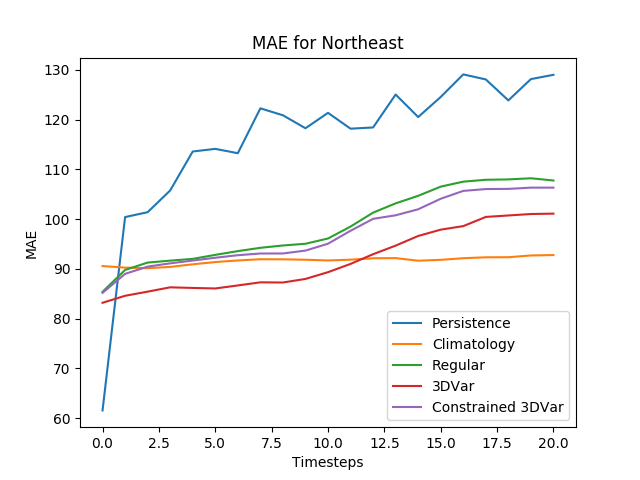 MAE for Northeast
MAE
130
120
110
100
90
80
70
60
0.0 2.5 5.0 7.5 10.0 12.5 15.0 17.5 20.0
Timesteps
Persistence
Climatology
Regular
3DVar
Constrained 3DVar